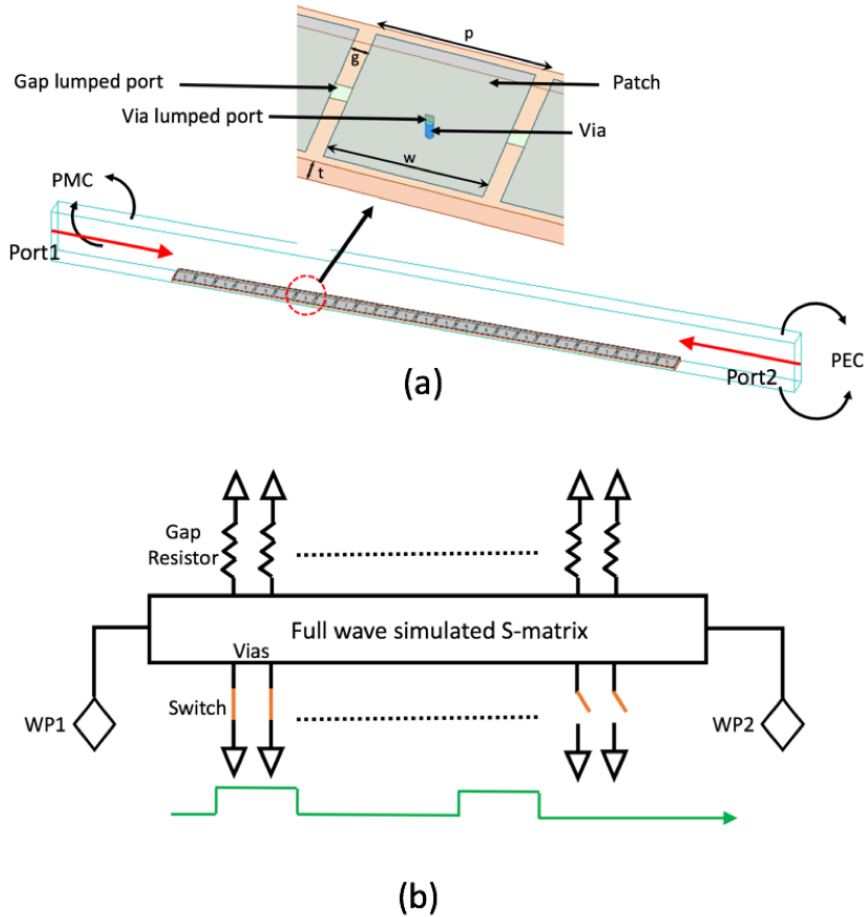 p
g
Gap lumped port
Patch
Via lumped port
Via
w
t
PMC
Port1
Port2
PEC
(a)
Gap
Resistor
Full wave simulated S-matrix
Vias
Switch
WP1
WP2
(b)